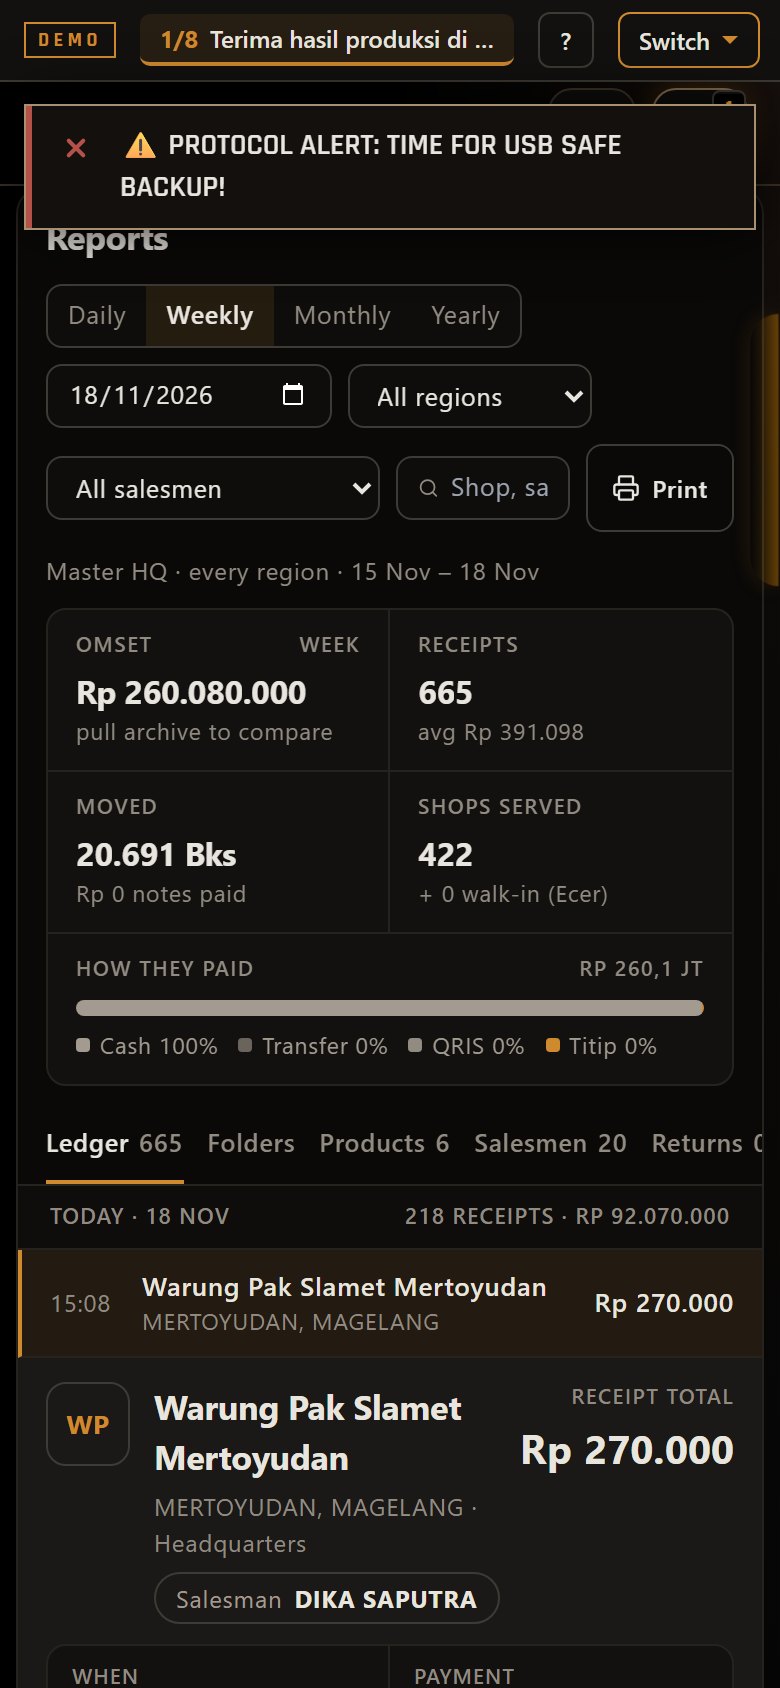 DEMO
1/8 Terima hasil produksi di ...
?
Switch
⚠️ PROTOCOL ALERT: TIME FOR USB SAFE
BACKUP!
Reports
Daily Weekly Monthly Yearly
18/11/2026
All regions
All salesmen
Shop, sa
Print
Master HQ · every region · 15 Nov – 18 Nov
OMSET WEEK
Rp 260.080.000
pull archive to compare
RECEIPTS
665
avg Rp 391.098
MOVED
20.691 Bks
Rp 0 notes paid
SHOPS SERVED
422
+ 0 walk-in (Ecer)
HOW THEY PAID RP 260,1 JT
Cash 100% Transfer 0% QRIS 0% Titip 0%
Ledger 665 Folders Products 6 Salesmen 20 Returns 0
TODAY · 18 NOV 218 RECEIPTS · RP 92.070.000
15:08
Warung Pak Slamet Mertoyudan
MERTOYUDAN, MAGELANG
Rp 270.000
WP
Warung Pak Slamet
Mertoyudan
MERTOYUDAN, MAGELANG ·
Headquarters
Salesman DIKA SAPUTRA
RECEIPT TOTAL
Rp 270.000
WHEN
PAYMENT